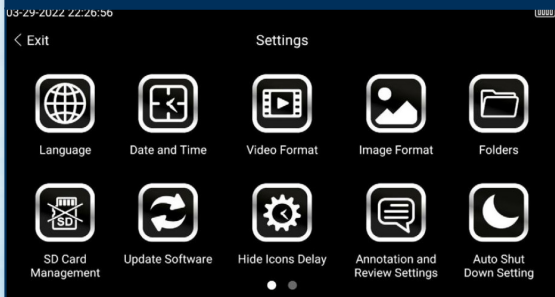 03-29-2022 22:26:56
< Exit
Settings
Language
Date and Time
Video Format
Image Format
Folders
SD
SD Card
Management
Update Software
Hide Icons Delay
Annotation and
Review Settings
Auto Shut
Down Setting